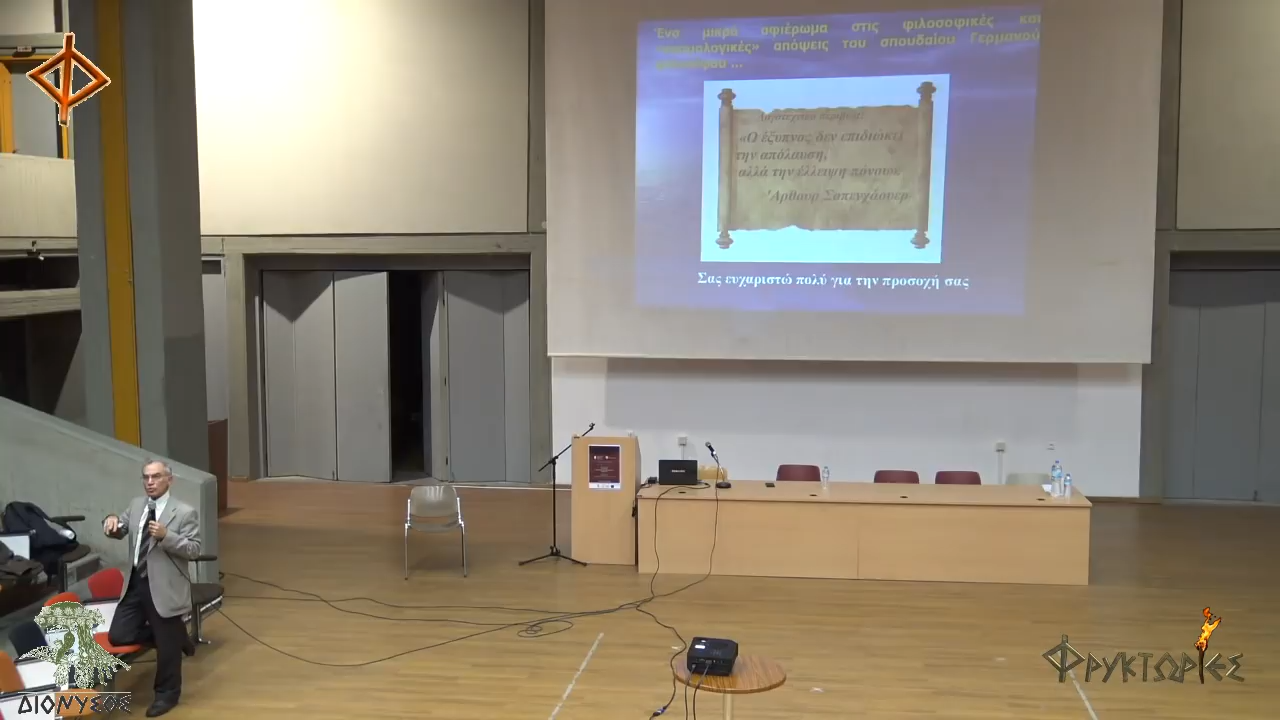 Ένα μικρό αφιέρωμα στις φιλοσοφικές και
απόψεις του σπουδαίου Γερμανού
«Ο έξυπνος δεν επιδιώκει
την απόλαυση,
αλλά την έλλειψη πόνου»
Άρθουρ Σοπενχάουερ
Σας ευχαριστώ πολύ για την προσοχή σας
ΔΙΟΝΥΣΟΣ
ΦΡΥΚΤΩΡΙΕΣ